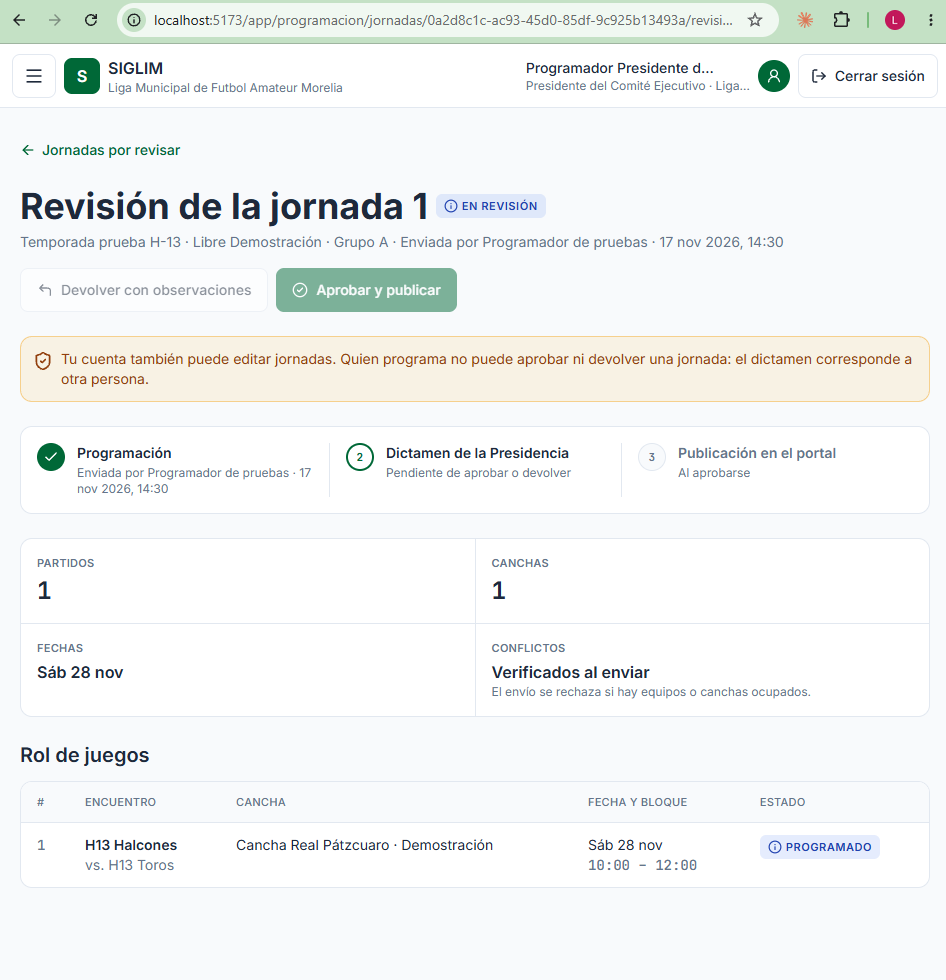 localhost:5173/app/programacion/jornadas/0a2d8c1c-ac93-45d0-85df-9c925b13493a/revisi...
L
S
SIGLIM
Liga Municipal de Futbol Amateur Morelia
Programador Presidente d...
Presidente del Comité Ejecutivo · Liga...
Cerrar sesión
← Jornadas por revisar
Revisión de la jornada 1
EN REVISIÓN
Temporada prueba H-13 · Libre Demostración · Grupo A · Enviada por Programador de pruebas · 17 nov 2026, 14:30
Devolver con observaciones
Aprobar y publicar
Tu cuenta también puede editar jornadas. Quien programa no puede aprobar ni devolver una jornada: el dictamen corresponde a
otra persona.
Programación
Enviada por Programador de pruebas · 17
nov 2026, 14:30
2
Dictamen de la Presidencia
Pendiente de aprobar o devolver
3
Publicación en el portal
Al aprobarse
PARTIDOS
1
CANCHAS
1
FECHAS
Sáb 28 nov
CONFLICTOS
Verificados al enviar
El envío se rechaza si hay equipos o canchas ocupados.
Rol de juegos
# ENCUENTRO CANCHA FECHA Y BLOQUE ESTADO
1 H13 Halcones Cancha Real Pátzcuaro · Demostración Sáb 28 nov PROGRAMADO
vs. H13 Toros 10:00 – 12:00